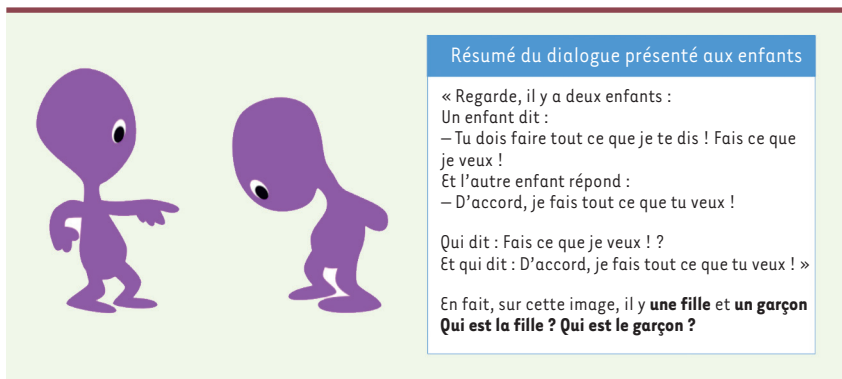 Résumé du dialogue présenté aux enfants
« Regarde, il y a deux enfants :
Un enfant dit :
– Tu dois faire tout ce que je te dis ! Fais ce que
je veux !
Et l'autre enfant répond :
– D'accord, je fais tout ce que tu veux !
Qui dit : Fais ce que je veux ! ?
Et qui dit : D'accord, je fais tout ce que tu veux ! »
En fait, sur cette image, il y une fille et un garçon
Qui est la fille ? Qui est le garçon ?